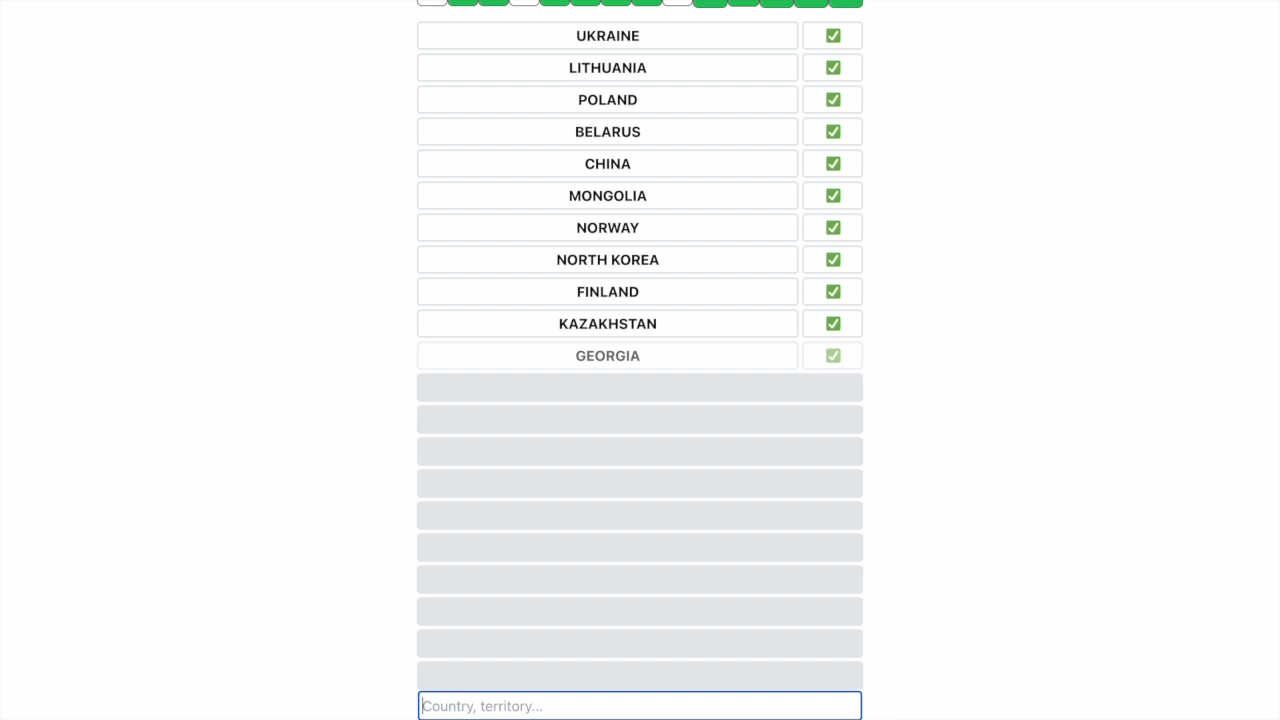 UKRAINE
LITHUANIA
POLAND
BELARUS
CHINA
MONGOLIA
NORWAY
NORTH KOREA
FINLAND
KAZAKHSTAN
GEORGIA
Country, territory...